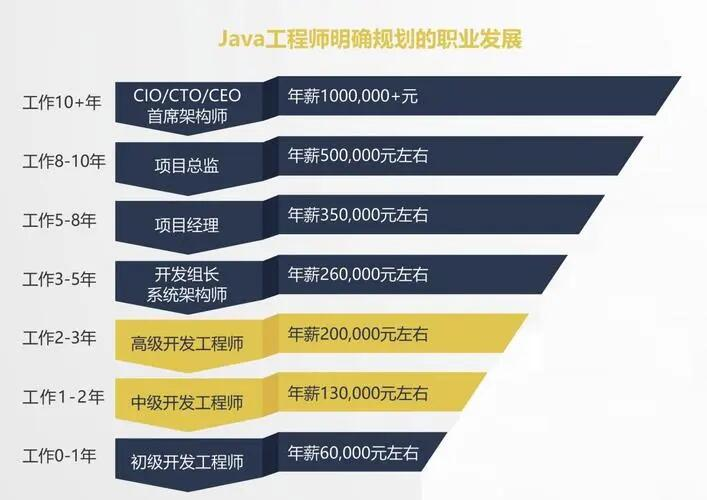 Java工程师明确规划的职业发展
工作10+年
CIO/CTO/CEO
首席架构师
年薪1000,000+元
工作8-10年
项目总监
年薪500,000元左右
工作5-8年
项目经理
年薪350,000元左右
工作3-5年
开发组长
系统架构师
年薪260,000元左右
工作2-3年
高级开发工程师
年薪200,000元左右
工作1-2年
中级开发工程师
年薪130,000元左右
工作0-1年
初级开发工程师
年薪60,000元左右